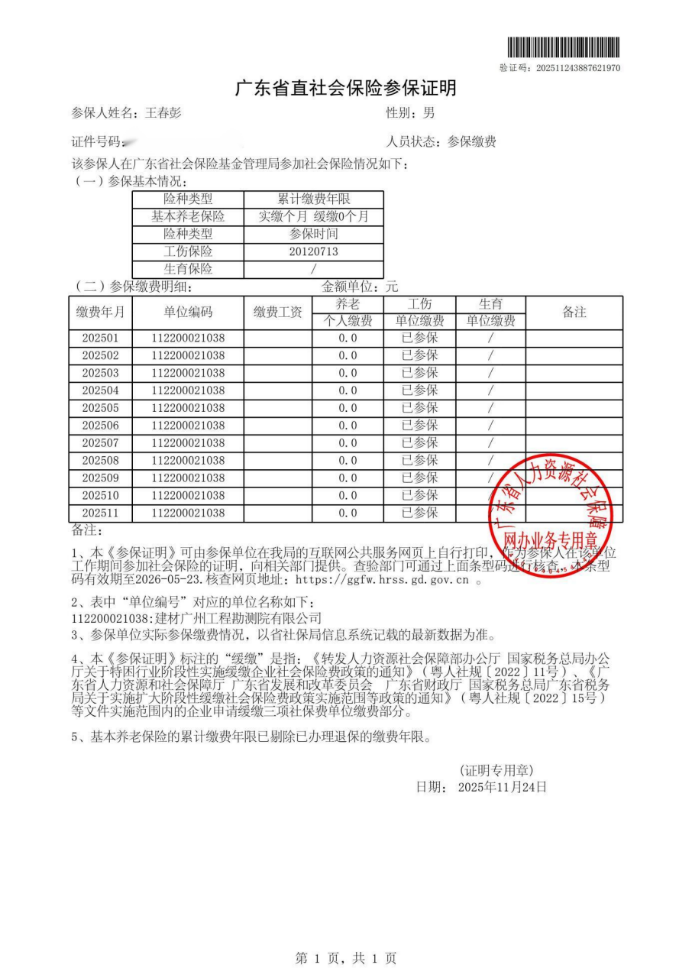 验证码: 202511243887621970
广东省直社会保险参保证明
参保人姓名: 王春彭 性别: 男
证件号码: 人员状态: 参保缴费
该参保人在广东省社会保险基金管理局参加社会保险情况如下:
(一)参保基本情况:
险种类型 累计缴费年限
基本养老保险 实缴个月 缓缴0个月
险种类型 参保时间
工伤保险 20120713
生育保险 /
(二)参保缴费明细: 金额单位: 元
缴费年月 单位编码 缴费工资 养老 工伤 生育 备注
个人缴费 单位缴费 单位缴费
202501 112200021038 0.0 已参保 /
202502 112200021038 0.0 已参保 /
202503 112200021038 0.0 已参保 /
202504 112200021038 0.0 已参保 /
202505 112200021038 0.0 已参保 /
202506 112200021038 0.0 已参保 /
202507 112200021038 0.0 已参保 /
202508 112200021038 0.0 已参保 /
202509 112200021038 0.0 已参保 /
202510 112200021038 0.0 已参保
202511 112200021038 0.0 已参保
广东省人力资源社会保障
网办业务专用章
备注:
1、本《参保证明》可由参保单位在我局的互联网公共服务网页上自行打印, 作为参保人在该单位
工作期间参加社会保险的证明, 向相关部门提供。查验部门可通过上面条型码进行核查, 本条型
码有效期至2026-05-23.核查网页地址: https://ggfw.hrss.gd.gov.cn 。
2、表中“单位编号”对应的单位名称如下:
112200021038:建材广州工程勘测院有限公司
3、参保单位实际参保缴费情况, 以省社保局信息系统记载的最新数据为准。
4、本《参保证明》标注的“缓缴”是指: 《转发人力资源社会保障部办公厅 国家税务总局办公
厅关于特困行业阶段性实施缓缴企业社会保险费政策的通知》(粤人社规〔2022〕11号)、《广
东省人力资源和社会保障厅 广东省发展和改革委员会 广东省财政厅 国家税务总局广东省税务
局关于实施扩大阶段性缓缴社会保险费政策实施范围等政策的通知》(粤人社规〔2022〕15号)
等文件实施范围内的企业申请缓缴三项社保费单位缴费部分。
5、基本养老保险的累计缴费年限已剔除已办理退保的缴费年限。
(证明专用章)
日期: 2025年11月24日
第 1 页, 共 1 页